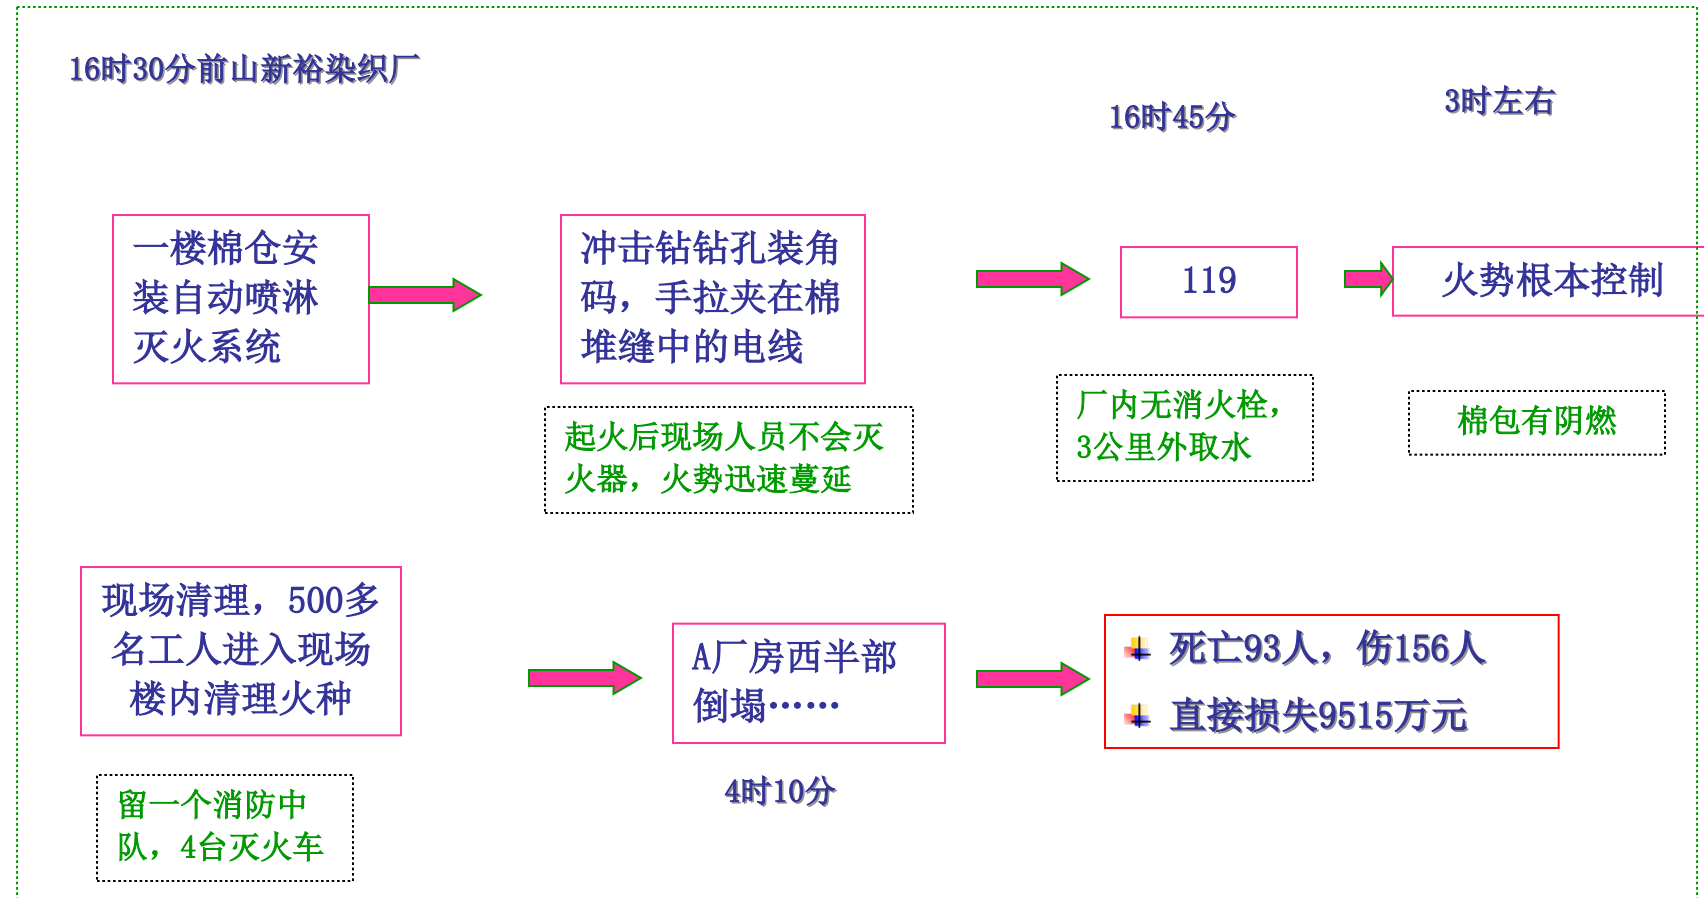 16时30分前山新裕染织厂
16时45分
3时左右
一楼棉仓安
装自动喷淋
灭火系统
冲击钻钻孔装角
码，手拉夹在棉
堆缝中的电线
119
火势根本控制
起火后现场人员不会灭
火器，火势迅速蔓延
厂内无消火栓，
3公里外取水
棉包有阴燃
现场清理，500多
名工人进入现场
楼内清理火种
A厂房西半部
倒塌……
死亡93人，伤156人
直接损失9515万元
留一个消防中
队，4台灭火车
4时10分